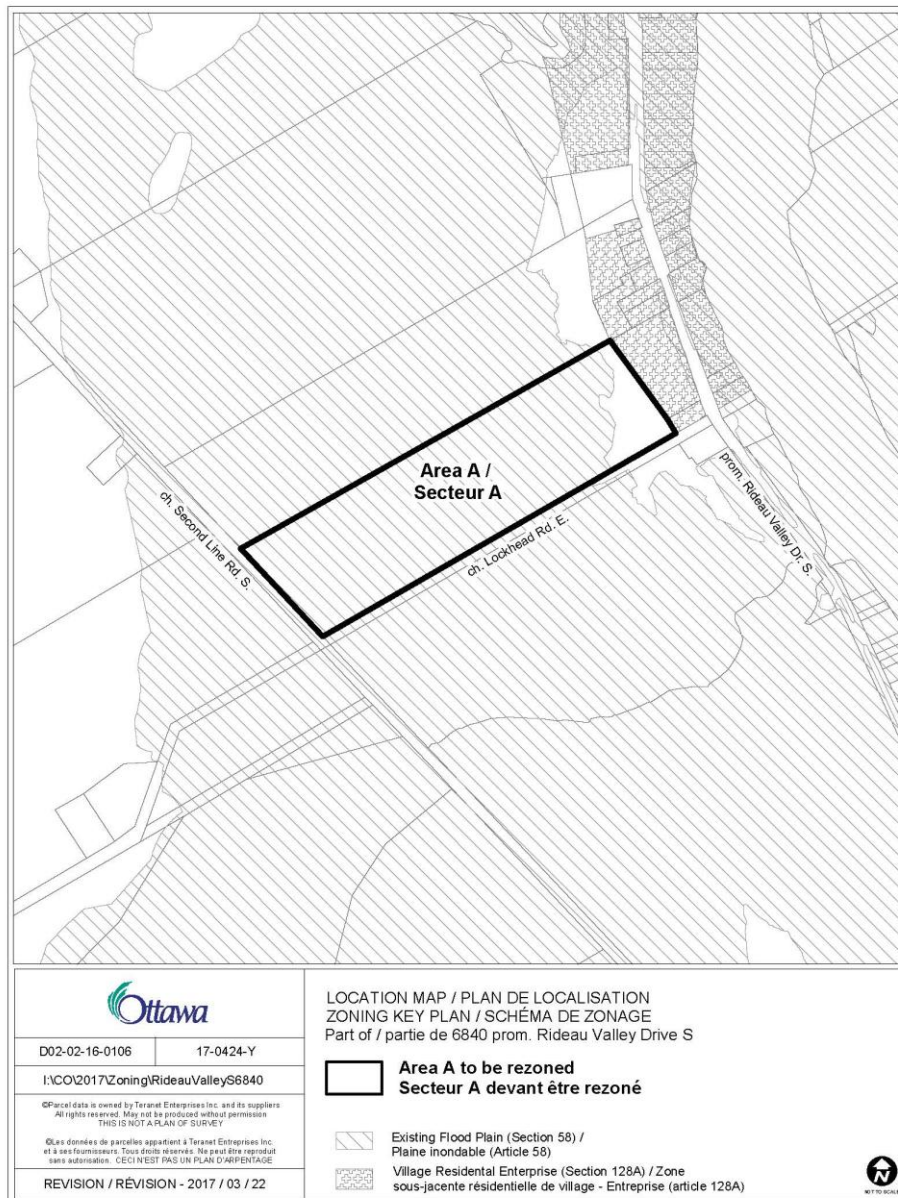 Area A /
Secteur A
ch. Second Line Rd. S.
ch. Lockhead Rd. E.
prom. Rideau Valley Dr. S.
Ottawa
D02-02-16-0106
17-0424-Y
I:\CO\2017\Zoning\RideauValleyS6840
©Parcel data is owned by Teranet Enterprises Inc. and its suppliers
All rights reserved. May not be produced without permission
THIS IS NOT A PLAN OF SURVEY
©Les données de parcelles appartient à Teranet Entreprises Inc.
et à ses fournisseurs. Tous droits réservés. Ne peut être reproduit
sans autorisation. CECI N'EST PAS UN PLAN D'ARPENTAGE
REVISION / RÉVISION - 2017 / 03 / 22
LOCATION MAP / PLAN DE LOCALISATION
ZONING KEY PLAN / SCHÉMA DE ZONAGE
Part of / partie de 6840 prom. Rideau Valley Drive S
Area A to be rezoned
Secteur A devant être rezoné
Existing Flood Plain (Section 58) /
Plaine inondable (Article 58)
Village Residental Enterprise (Section 128A) / Zone
sous-jacente résidentielle de village - Entreprise (article 128A)
N
NOT TO SCALE